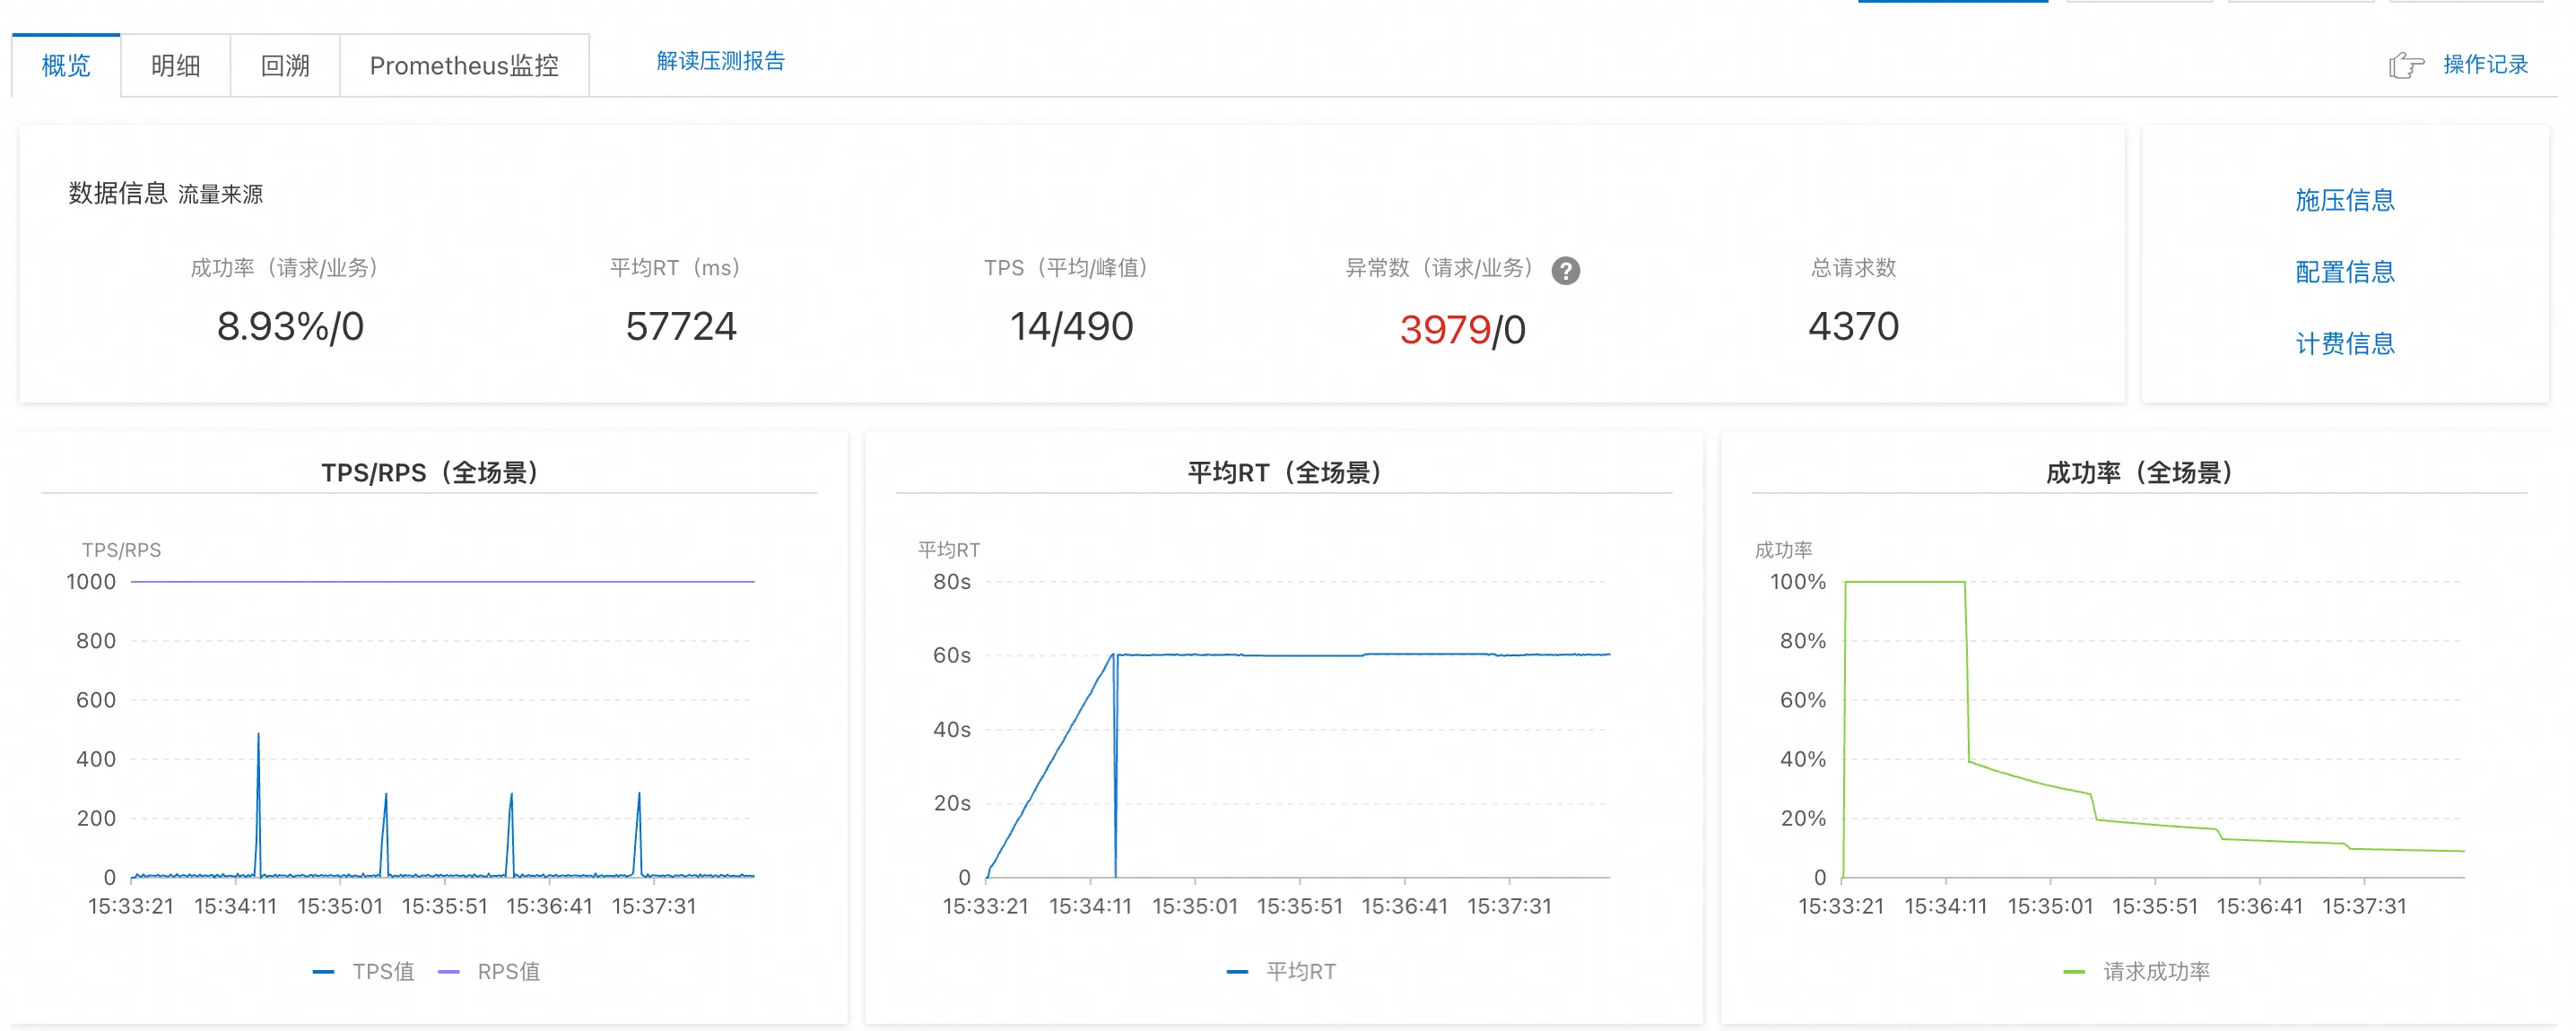 概览
明细
回溯
Prometheus监控
解读压测报告
操作记录
数据信息 流量来源
成功率（请求/业务）
平均RT（ms）
TPS（平均/峰值）
异常数（请求/业务）
?
总请求数
8.93%/0
57724
14/490
3979/0
4370
施压信息
配置信息
计费信息
TPS/RPS（全场景）
TPS/RPS
1000
800
600
400
200
0
15:33:21
15:34:11
15:35:01
15:35:51
15:36:41
15:37:31
TPS值
RPS值
平均RT（全场景）
平均RT
80s
60s
40s
20s
0
15:33:21
15:34:11
15:35:01
15:35:51
15:36:41
15:37:31
平均RT
成功率（全场景）
成功率
100%
80%
60%
40%
20%
0
15:33:21
15:34:11
15:35:01
15:35:51
15:36:41
15:37:31
请求成功率